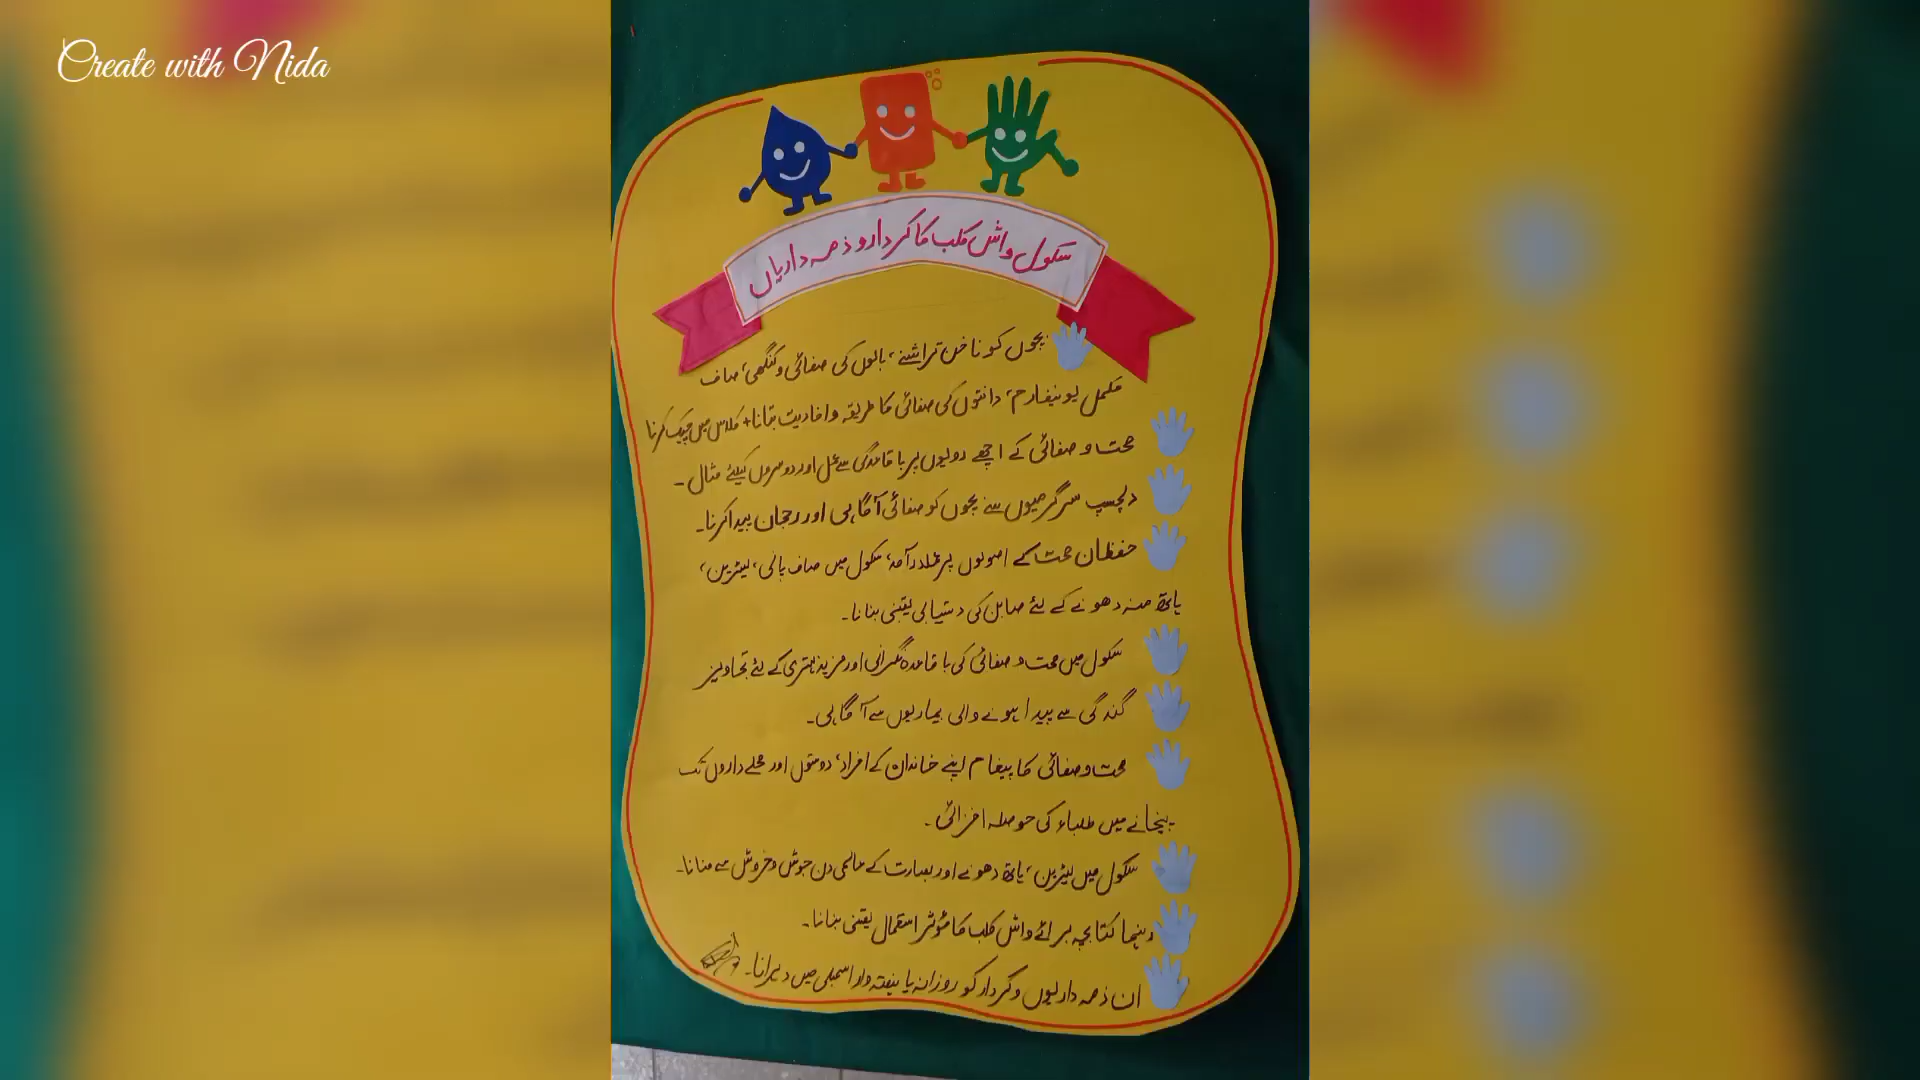 Create with Nida
سکول واش کلب کا کردار و ذمہ داریاں
بچوں کو ناخن تراشنے، بالوں کی صفائی و کنگھی، صاف
مکمل یونیفارم، دانتوں کی صفائی کا طریقہ و افادیت بتانا + کلاس میں چیک کرنا
صحت و صفائی کے اچھے رویوں پر باقاعدگی سے عمل اور دوسروں کیلئے مثال ۔
دلچسپ سرگرمیوں سے بچوں کو صفائی آگاہی اور رجحان پیدا کرنا۔
حفظان صحت کے اصولوں پر عملدرآمد، سکول میں صاف پانی، لیٹرین،
ہاتھ منہ دھونے کے لئے صابن کی دستیابی یقینی بنانا۔
سکول میں صحت و صفائی کی باقاعدہ نگرانی اور مزید بہتری کے لئے تجاویز
گندگی سے پیدا ہونے والی بیماریوں سے آگاہی۔
صحت و صفائی کا پیغام اپنے خاندان کے افراد، دوستوں اور محلے داروں تک
پہنچانے میں طلباء کی حوصلہ افزائی ۔
سکول میں لیٹرین، ہاتھ دھونے اور بصارت کے عالمی دن جوش و خروش سے منانا۔
رہنما کتابچہ برائے واش کلب کا مؤثر استعمال یقینی بنانا۔
ان ذمہ داریوں و کردار کو روزانہ یا ہفتہ وار اسمبلی میں دہرانا۔